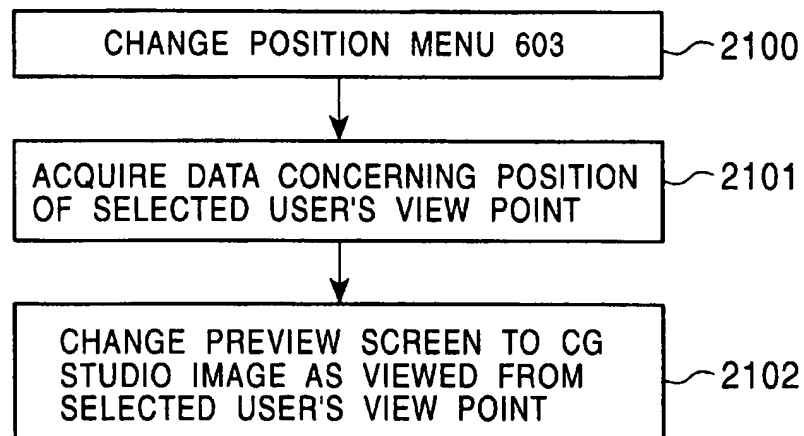 CHANGE POSITION MENU 603
2100
ACQUIRE DATA CONCERNING POSITION
OF SELECTED USER'S VIEW POINT
2101
CHANGE PREVIEW SCREEN TO CG
STUDIO IMAGE AS VIEWED FROM
SELECTED USER'S VIEW POINT
2102